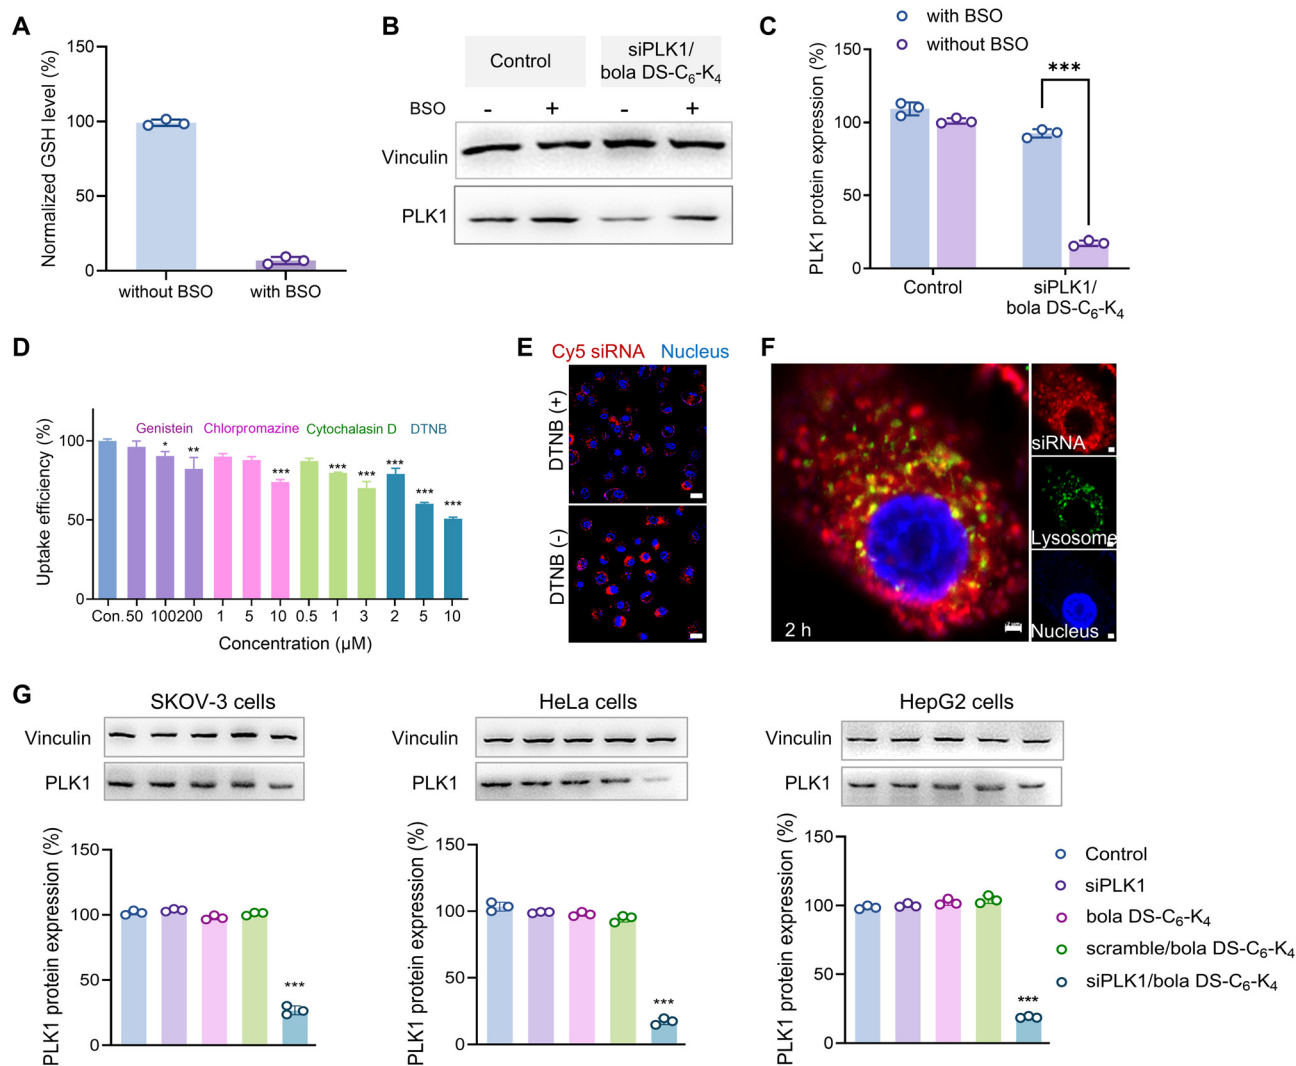 A
150
100
50
0
Normalized GSH level (%)
without BSO
with BSO
B
Control
siPLK1/
bola DS-C₆-K₄
BSO
- + - +
Vinculin
PLK1
C
with BSO
without BSO
150
100
50
0
PLK1 protein expression (%)
***
Control
siPLK1/
bola DS-C₆-K₄
D
Uptake efficiency (%)
100
50
0
Genistein
Chlorpromazine
Cytochalasin D
DTNB
* ** *** *** *** *** *** ***
Con. 50 100 200 1 5 10 0.5 1 3 2 5 10
Concentration (µM)
E
Cy5 siRNA
Nucleus
DTNB (+)
DTNB (-)
F
2 h
siRNA
Lysosome
Nucleus
G
SKOV-3 cells
Vinculin
PLK1
150
100
50
0
PLK1 protein expression (%)
***
HeLa cells
Vinculin
PLK1
150
100
50
0
PLK1 protein expression (%)
***
HepG2 cells
Vinculin
PLK1
150
100
50
0
PLK1 protein expression (%)
***
Control
siPLK1
bola DS-C₆-K₄
scramble/bola DS-C₆-K₄
siPLK1/bola DS-C₆-K₄